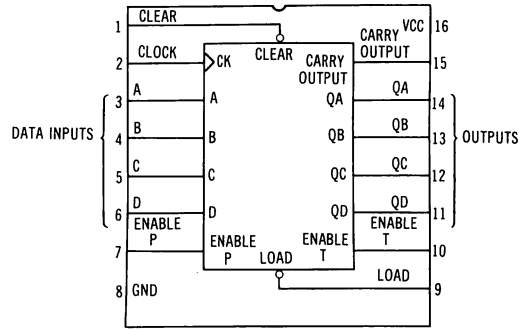 CLEAR
1
VCC 16
CLEAR
CARRY OUTPUT
2 CLOCK CK
CARRY OUTPUT
15
3 A A
QA QA 14
DATA INPUTS
4 B B
QB QB 13
OUTPUTS
5 C C
QC QC 12
6 D D
QD QD 11
7 ENABLE P
ENABLE P
LOAD
ENABLE T
ENABLE T
10
8 GND
LOAD
9